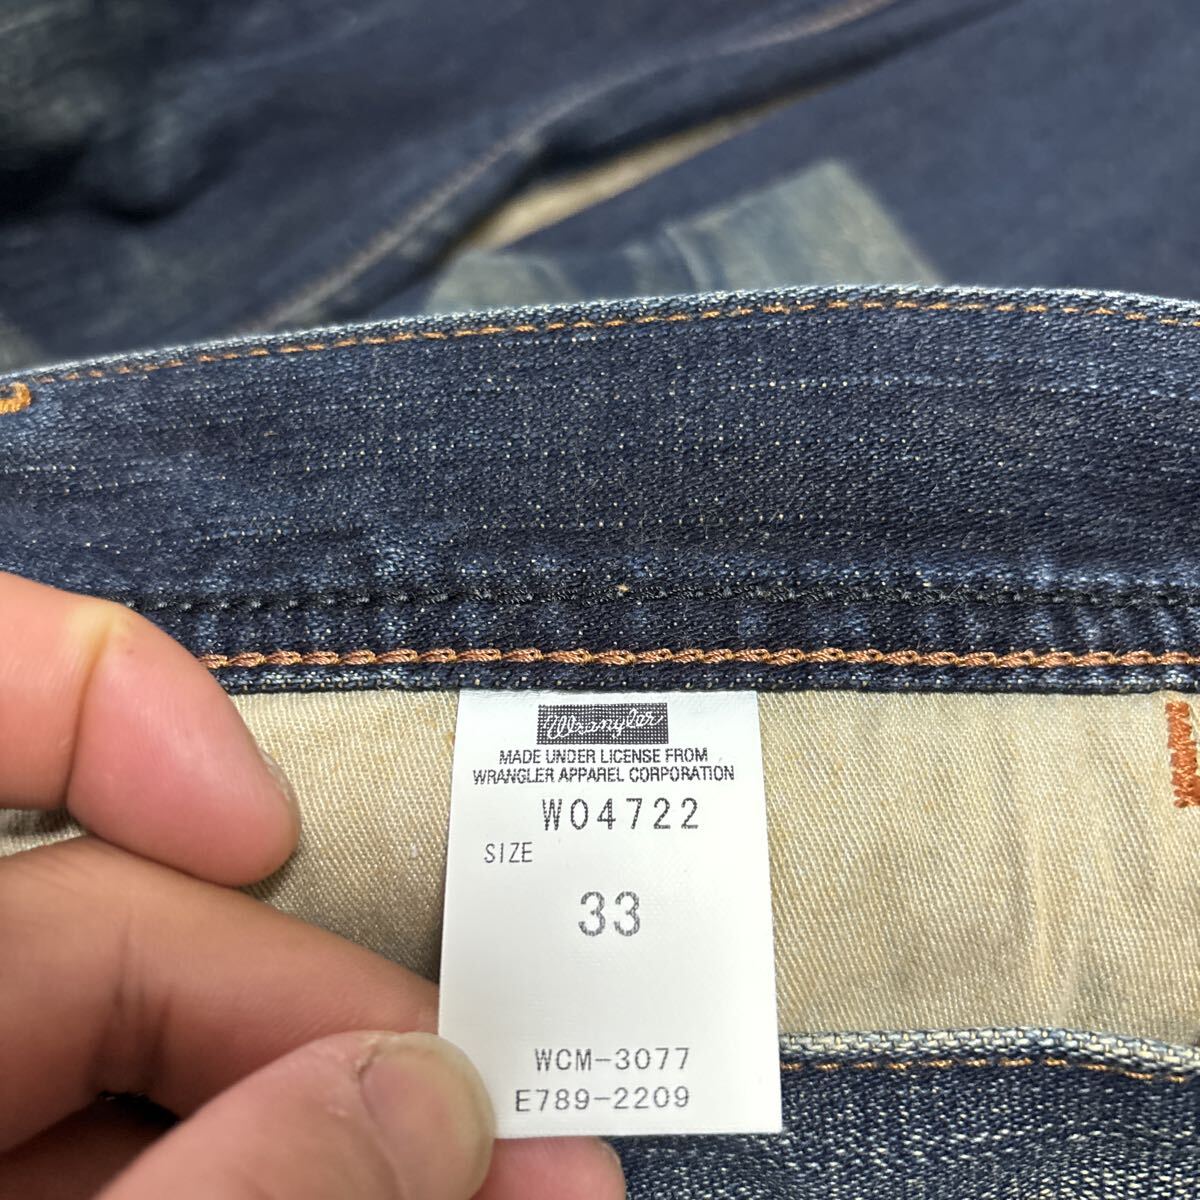 Wrangler
MADE UNDER LICENSE FROM
WRANGLER APPAREL CORPORATION
W04722
SIZE
33
WCM-3077
E789-2209